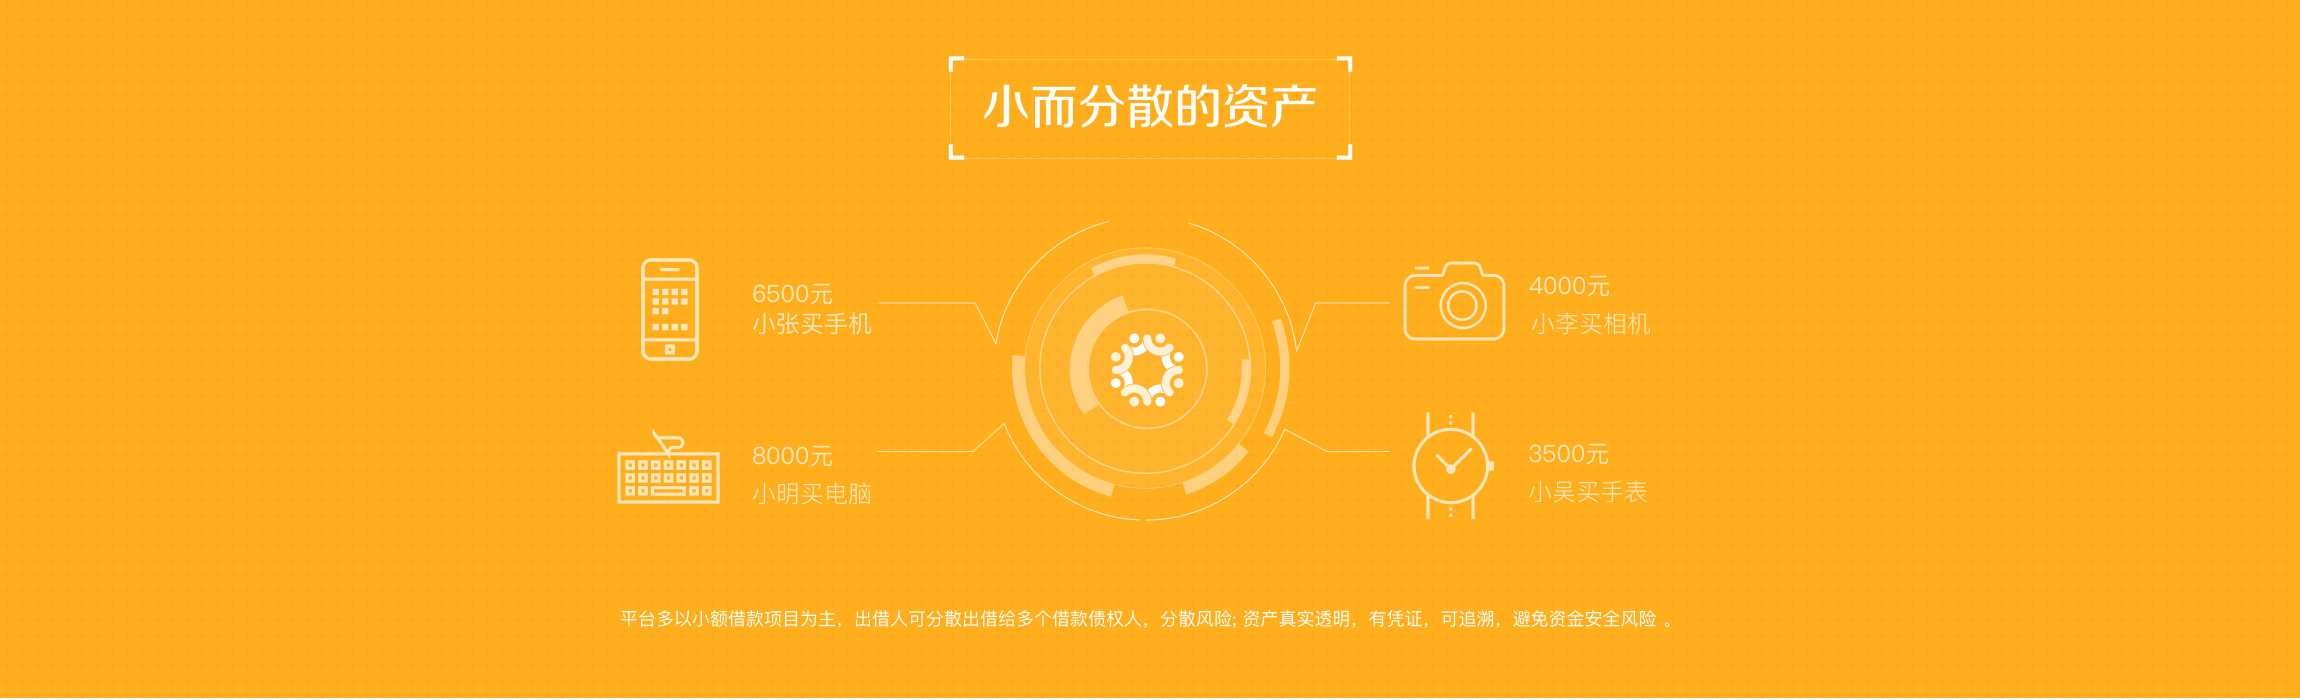 小而分散的资产
6500元
小张买手机
4000元
小李买相机
8000元
小明买电脑
3500元
小吴买手表
平台多以小额借款项目为主，出借人可分散出借给多个借款债权人，分散风险；资产真实透明，有凭证，可追溯，避免资金安全风险 。